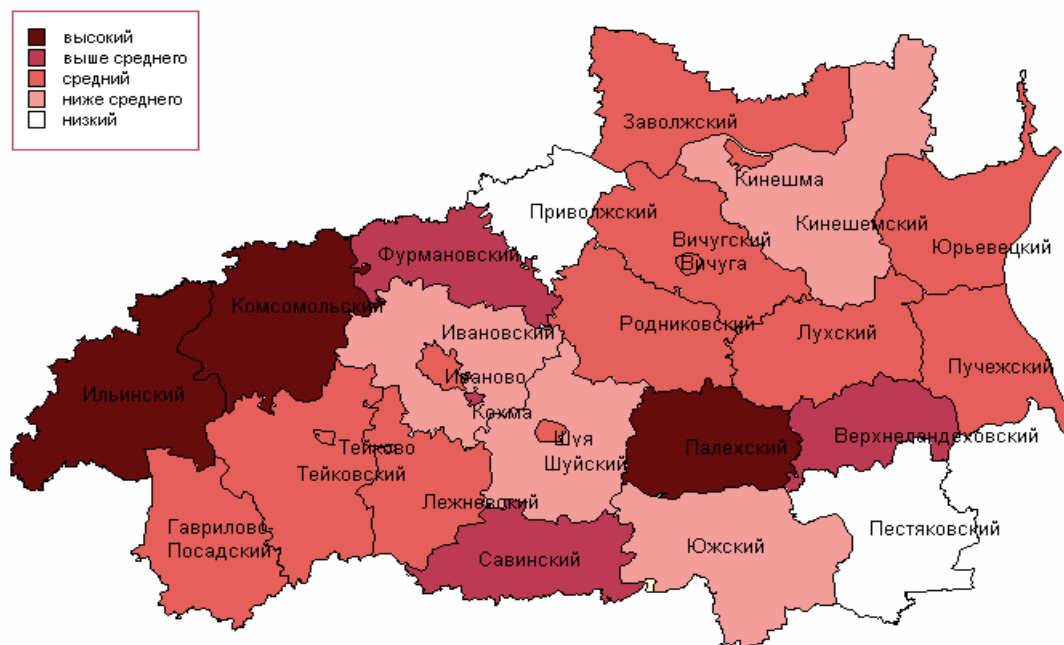 высокий
выше среднего
средний
ниже среднего
низкий
Заволжский
Кинешма
Приволжский
Кинешемский
Вичугский
Вичуга
Юрьевецкий
Фурмановский
Комсомольский
Ивановский
Родниковский
Лухский
Иваново
Пучежский
Ильинский
Кохма
Шуя
Тейково
Палехский
Верхнеландеховский
Шуйский
Тейковский
Лежневский
Гаврилово-
Посадский
Пестяковский
Южский
Савинский